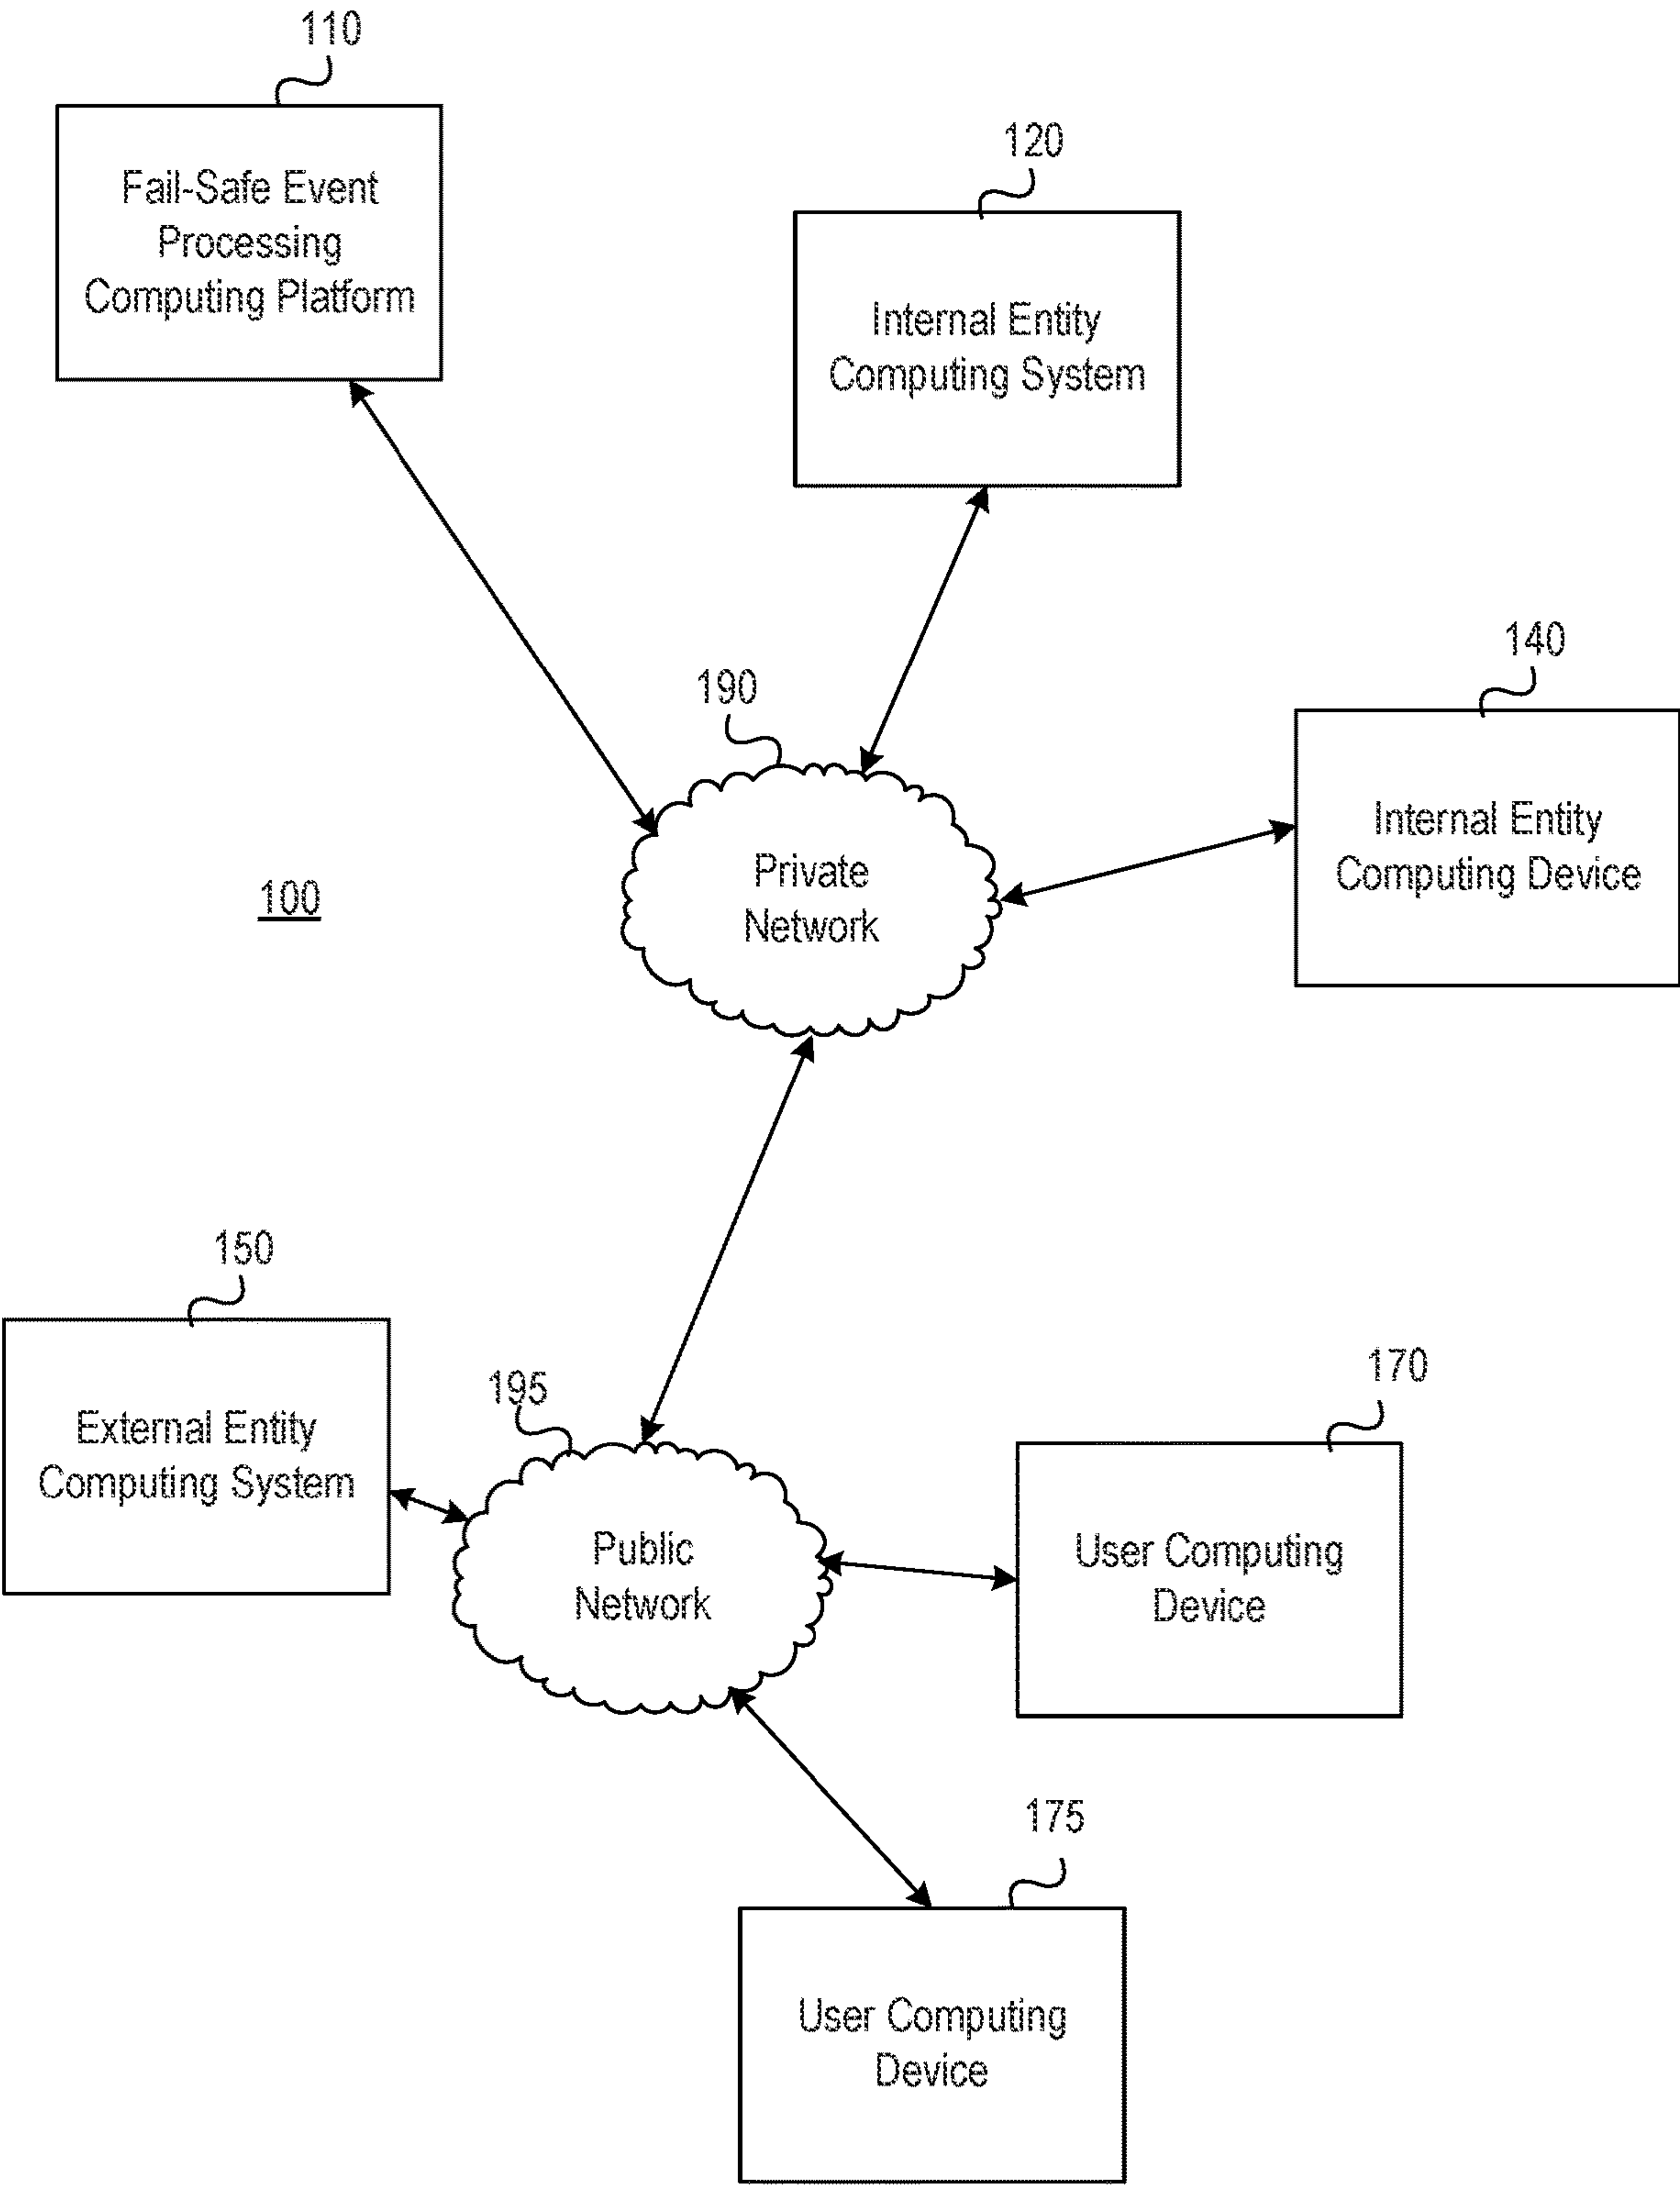 110
Fail-Safe Event
Processing
Computing Platform
120
Internal Entity
Computing System
140
Internal Entity
Computing Device
190
Private
Network
100
150
External Entity
Computing System
195
Public
Network
170
User Computing
Device
175
User Computing
Device